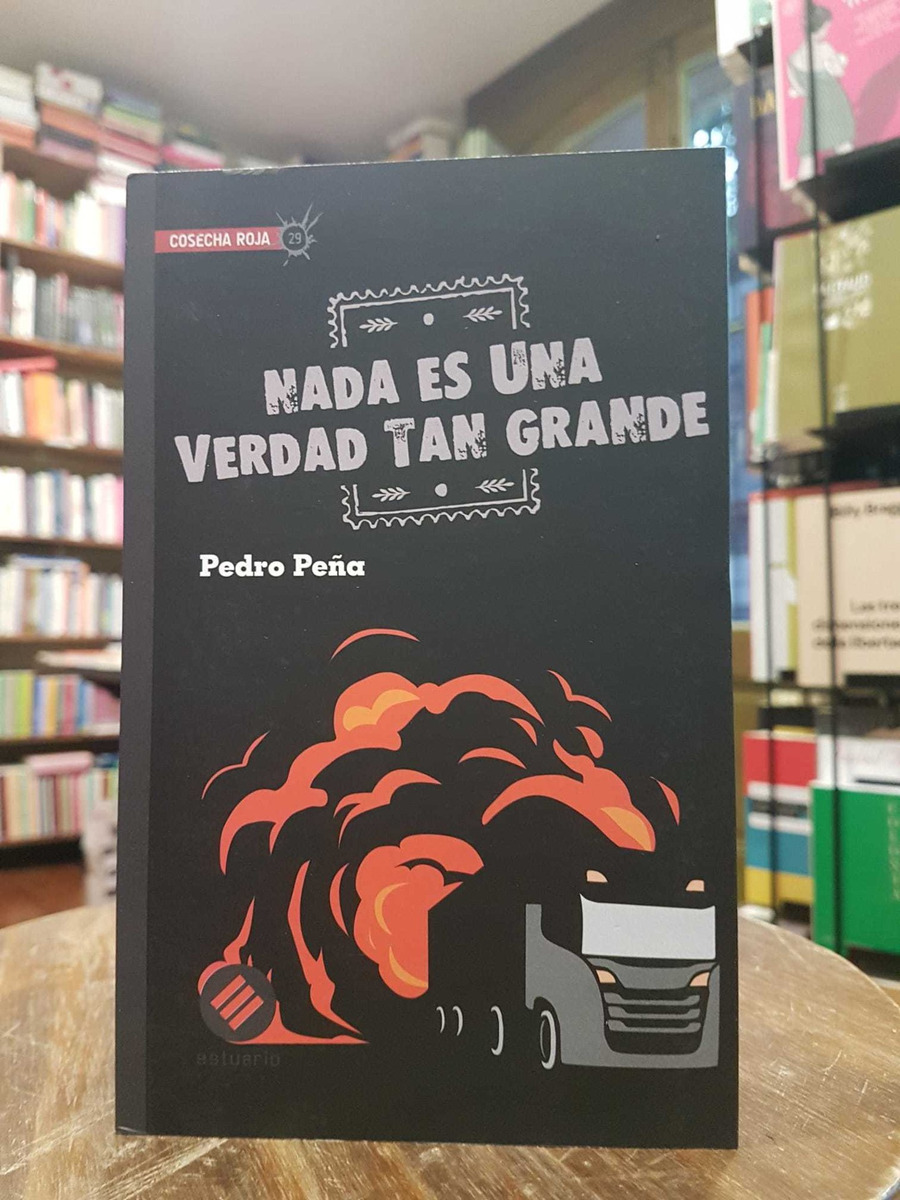 COSECHA ROJA 29
NADA ES UNA
VERDAD TAN GRANDE
Pedro Peña
estuario